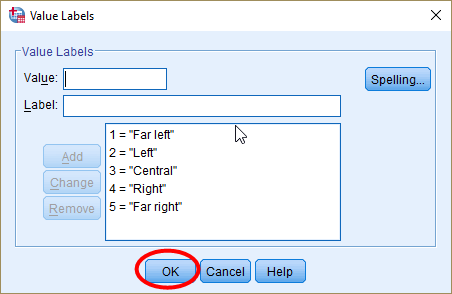 Value Labels
Value Labels
Value:
Spelling...
Label:
1 = "Far left"
2 = "Left"
3 = "Central"
4 = "Right"
5 = "Far right"
Add
Change
Remove
OK Cancel Help